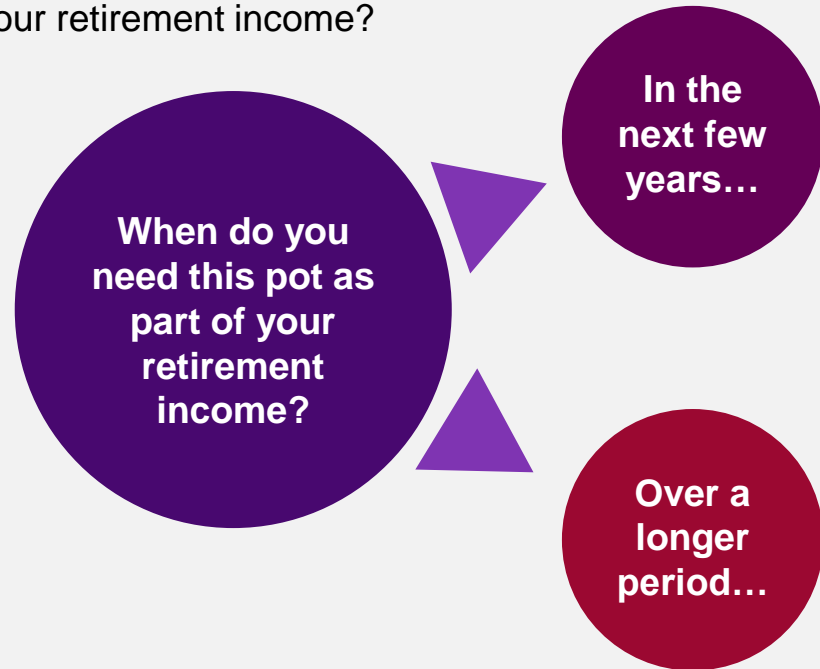 our retirement income?
In the
next few
years…
When do you
need this pot as
part of your
retirement
income?
Over a
longer
period…